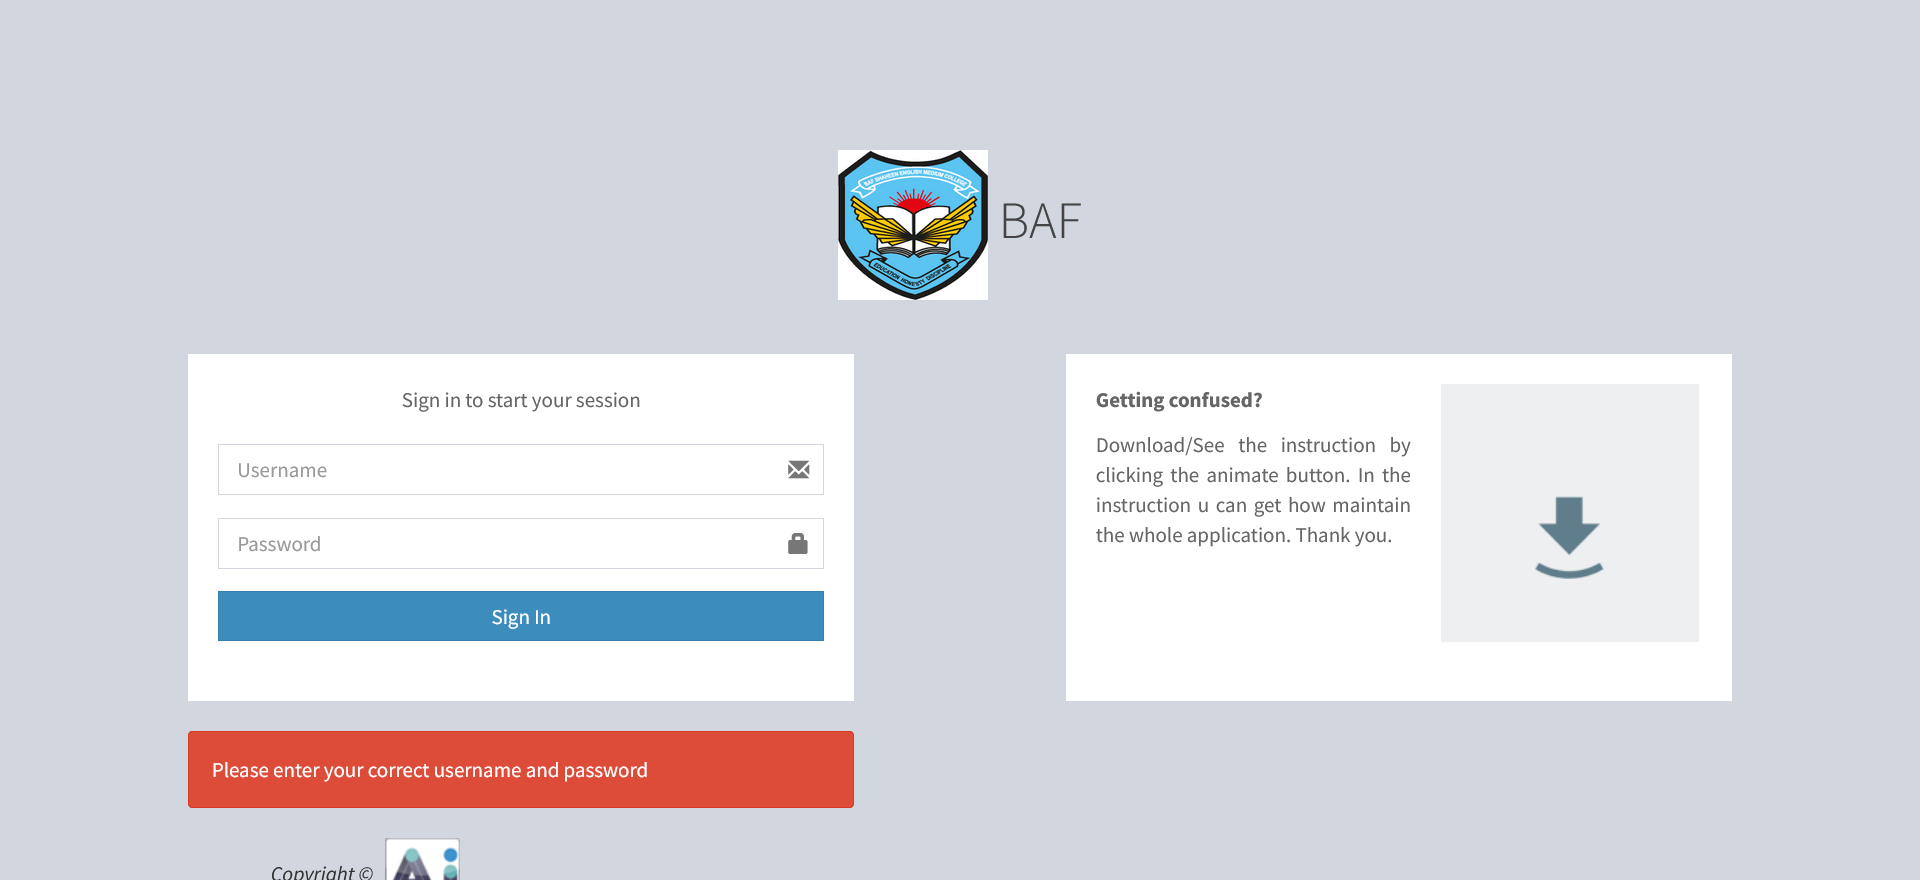 BAF SHAHEEN ENGLISH MEDIUM COLLEGE
EDUCATION HONESTY DISCIPLINE
BAF
Sign in to start your session
Username
Password
Sign In
Please enter your correct username and password
Getting confused?
Download/See the instruction by
clicking the animate button. In the
instruction u can get how maintain
the whole application. Thank you.
Copyright ©